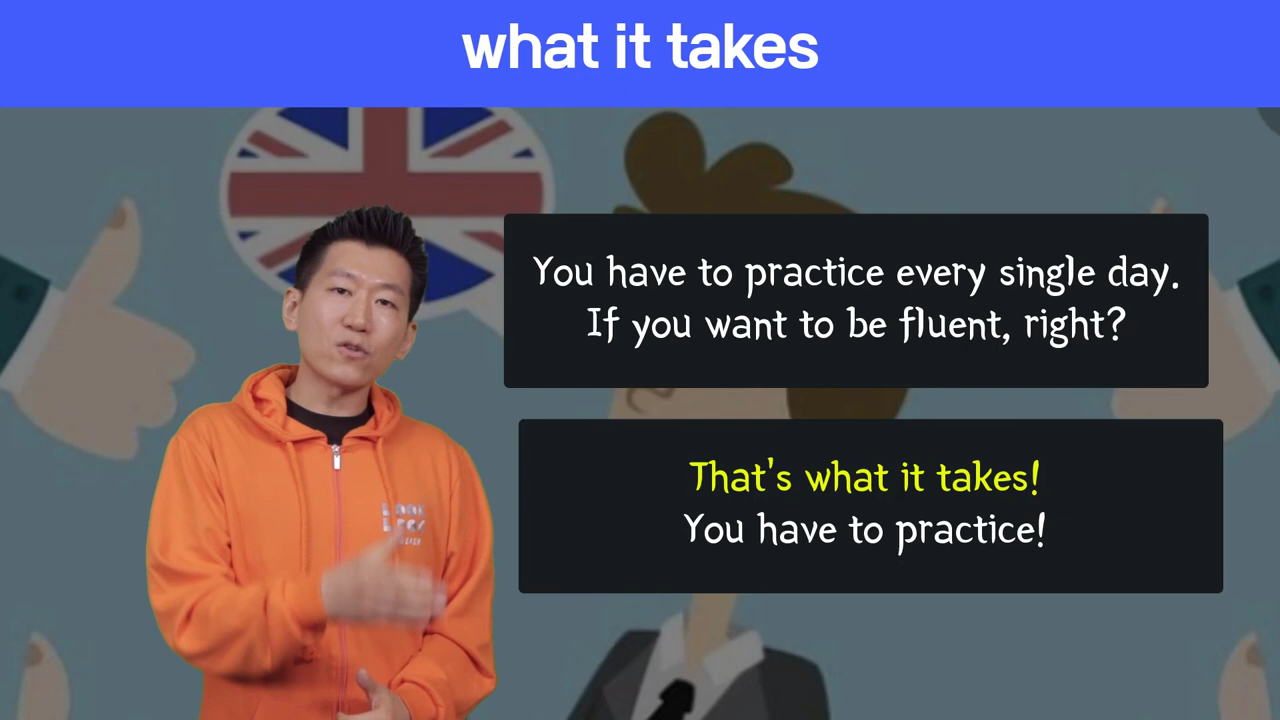 what it takes
You have to practice every single day.
If you want to be fluent, right?
That's what it takes!
You have to practice!